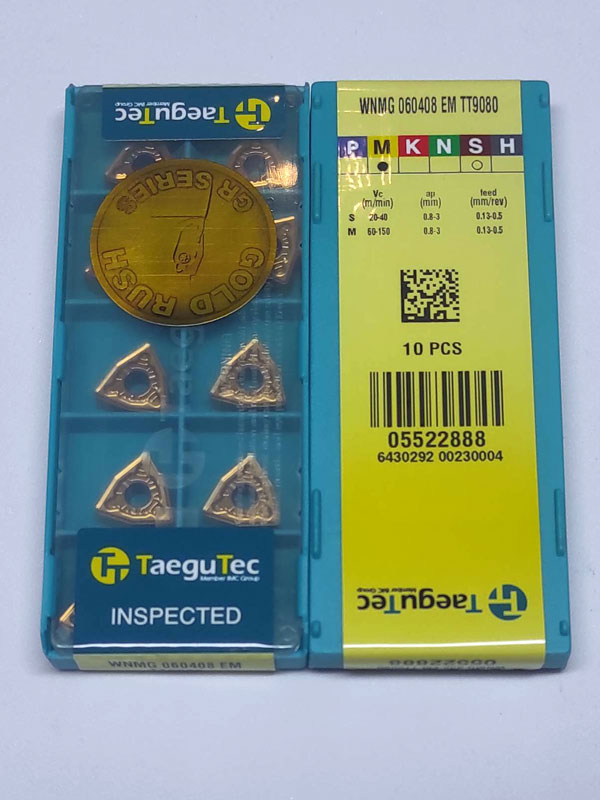 TaeguTec
Member IMC Group
GR SERIES
GOLD RUSH
TaeguTec
Member IMC Group
INSPECTED
WNMG 060408 EM
WNMG 060408 EM TT9080
P M K N S H
Vc (m/min) ap (mm) feed (mm/rev)
S 20-40 0.8-3 0.13-0.5
M 60-150 0.8-3 0.13-0.5
10 PCS
05522888
6430292 00230004
TaeguTec
Member IMC Group
05522888